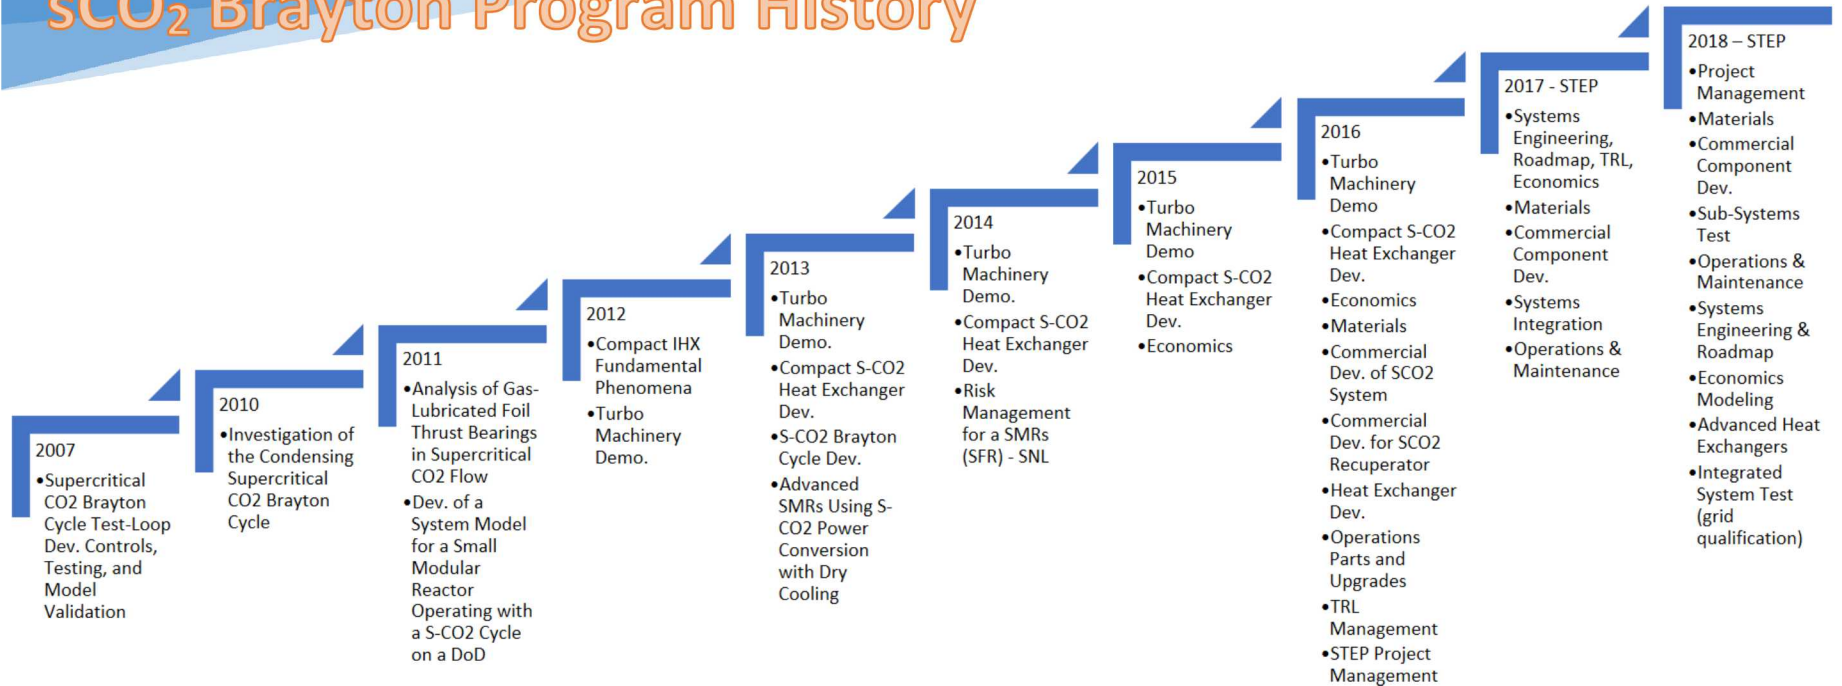 sCO2 Brayton Program History
2007
•Supercritical
CO2 Brayton
Cycle Test-Loop
Dev. Controls,
Testing, and
Model
Validation
2010
•Investigation of
the Condensing
Supercritical
CO2 Brayton
Cycle
2011
•Analysis of Gas-
Lubricated Foil
Thrust Bearings
in Supercritical
CO2 Flow
•Dev. of a
System Model
for a Small
Modular
Reactor
Operating with
a S-CO2 Cycle
on a DoD
2012
•Compact IHX
Fundamental
Phenomena
•Turbo
Machinery
Demo.
2013
•Turbo
Machinery
Demo.
•Compact S-CO2
Heat Exchanger
Dev.
•S-CO2 Brayton
Cycle Dev.
•Advanced
SMRs Using S-
CO2 Power
Conversion
with Dry
Cooling
2014
•Turbo
Machinery
Demo.
•Compact S-CO2
Heat Exchanger
Dev.
•Risk
Management
for a SMRs
(SFR) - SNL
2015
•Turbo
Machinery
Demo
•Compact S-CO2
Heat Exchanger
Dev.
•Economics
2016
•Turbo
Machinery
Demo
•Compact S-CO2
Heat Exchanger
Dev.
•Economics
•Materials
•Commercial
Dev. of SCO2
System
•Commercial
Dev. for SCO2
Recuperator
•Heat Exchanger
Dev.
•Operations
Parts and
Upgrades
•TRL
Management
•STEP Project
Management
2017 - STEP
•Systems
Engineering,
Roadmap, TRL,
Economics
•Materials
•Commercial
Component
Dev.
•Systems
Integration
•Operations &
Maintenance
2018 – STEP
•Project
Management
•Materials
•Commercial
Component
Dev.
•Sub-Systems
Test
•Operations &
Maintenance
•Systems
Engineering &
Roadmap
•Economics
Modeling
•Advanced Heat
Exchangers
•Integrated
System Test
(grid
qualification)